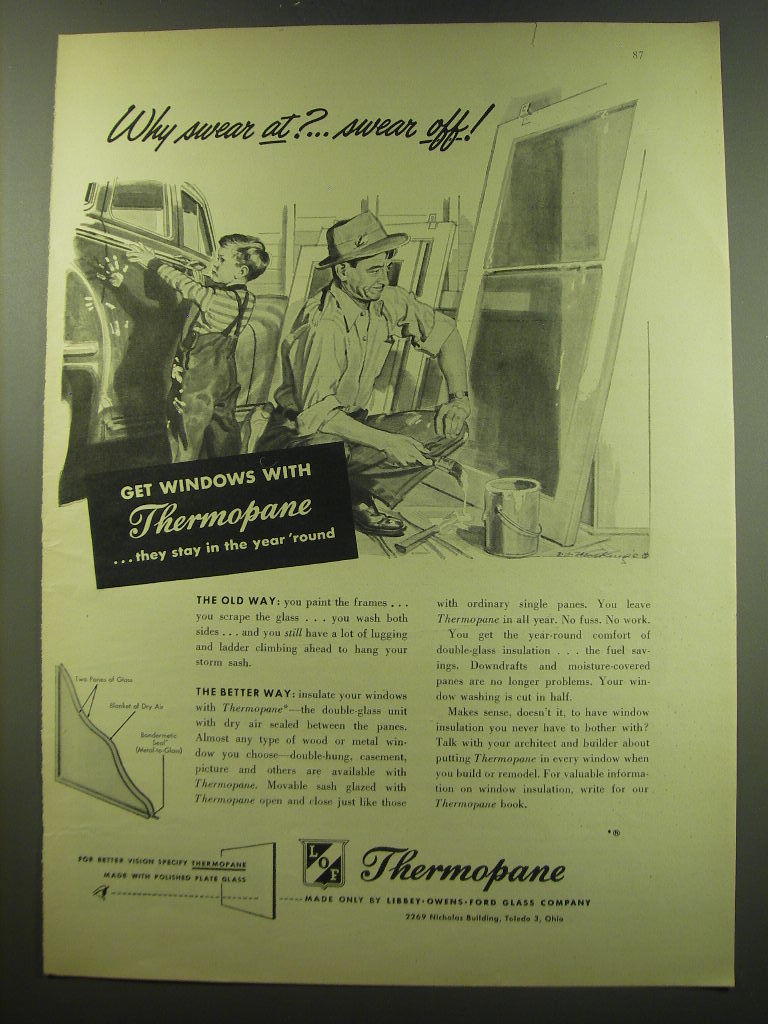 87
Why swear at?... swear off!
GET WINDOWS WITH
Thermopane
...they stay in the year 'round
THE OLD WAY: you paint the frames . . .
you scrape the glass . . . you wash both
sides . . . and you still have a lot of lugging
and ladder climbing ahead to hang your
storm sash.
THE BETTER WAY: insulate your windows
with Thermopane*—the double-glass unit
with dry air sealed between the panes.
Almost any type of wood or metal win-
dow you choose—double-hung, casement,
picture and others are available with
Thermopane. Movable sash glazed with
Thermopane open and close just like those
with ordinary single panes. You leave
Thermopane in all year. No fuss. No work.
You get the year-round comfort of
double-glass insulation . . . the fuel sav-
ings. Downdrafts and moisture-covered
panes are no longer problems. Your win-
dow washing is cut in half.
Makes sense, doesn't it, to have window
insulation you never have to bother with?
Talk with your architect and builder about
putting Thermopane in every window when
you build or remodel. For valuable informa-
tion on window insulation, write for our
Thermopane book.
*®
Two Panes of Glass
Blanket of Dry Air
Bondermetic
Seal*
(Metal-to-Glass)
FOR BETTER VISION SPECIFY THERMOPANE
MADE WITH POLISHED PLATE GLASS
L·O·F
Thermopane
MADE ONLY BY LIBBEY·OWENS·FORD GLASS COMPANY
2269 Nicholas Building, Toledo 3, Ohio